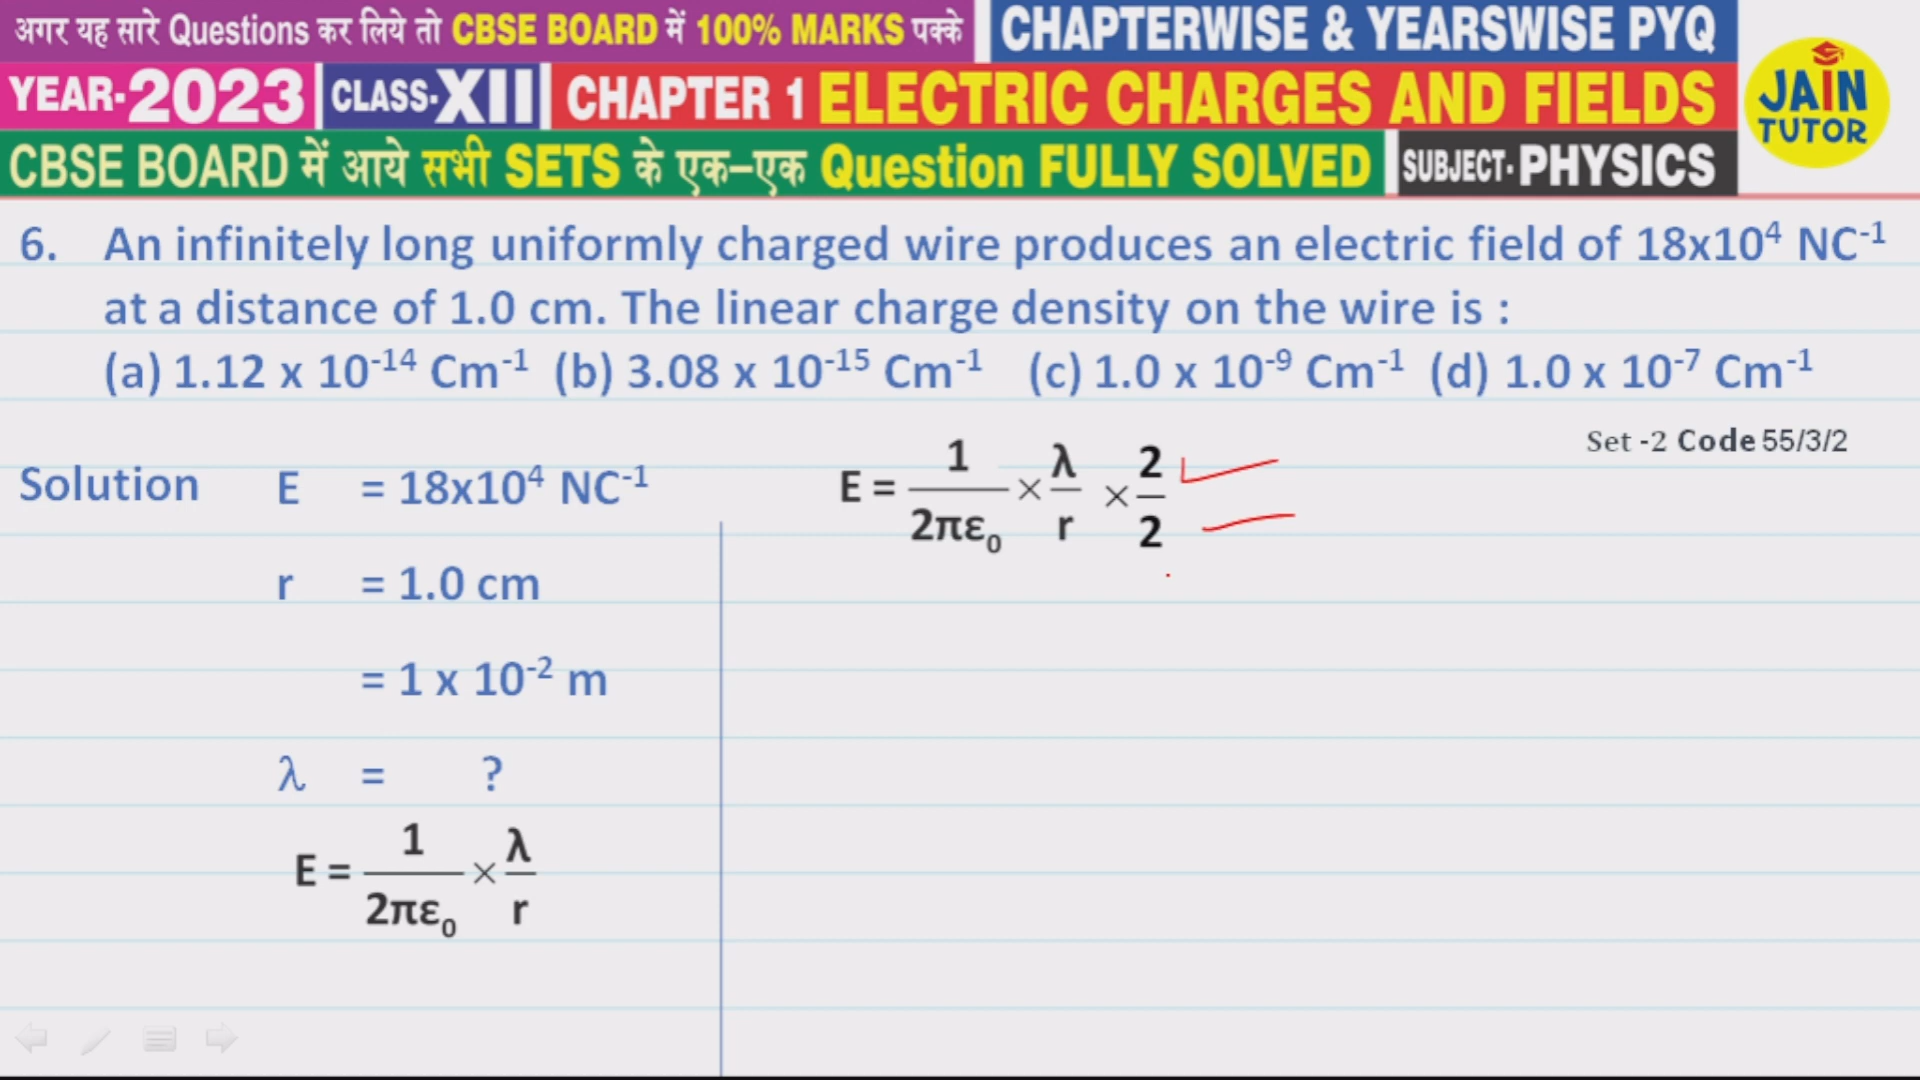 अगर यह सारे Questions कर लिये तो CBSE BOARD में 100% MARKS पक्के
CHAPTERWISE & YEARSWISE PYQ
YEAR-2023 CLASS-XII CHAPTER 1 ELECTRIC CHARGES AND FIELDS
JAIN
TUTOR
CBSE BOARD में आये सभी SETS के एक–एक Question FULLY SOLVED
SUBJECT-PHYSICS
6. An infinitely long uniformly charged wire produces an electric field of 18x10⁴ NC⁻¹
at a distance of 1.0 cm. The linear charge density on the wire is :
(a) 1.12 x 10⁻¹⁴ Cm⁻¹ (b) 3.08 x 10⁻¹⁵ Cm⁻¹ (c) 1.0 x 10⁻⁹ Cm⁻¹ (d) 1.0 x 10⁻⁷ Cm⁻¹
Set -2 Code 55/3/2
Solution E = 18x10⁴ NC⁻¹
r = 1.0 cm
= 1 x 10⁻² m
λ = ?
E = 1/2πε₀ × λ/r
E = 1/2πε₀ × λ/r × 2/2